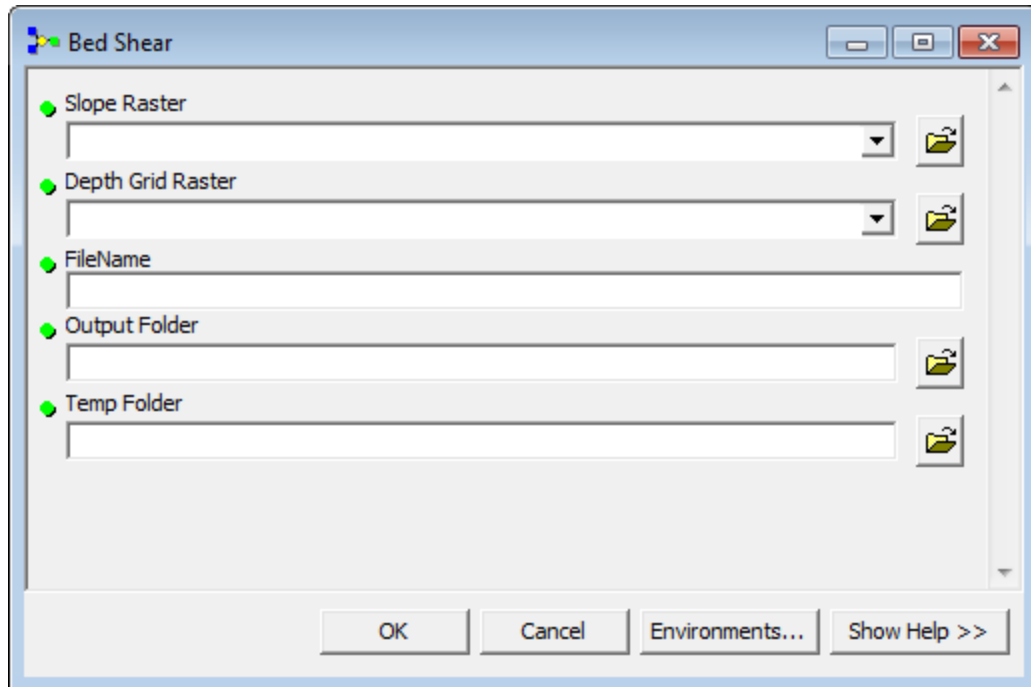 Bed Shear
Slope Raster
Depth Grid Raster
FileName
Output Folder
Temp Folder
OK Cancel Environments... Show Help >>